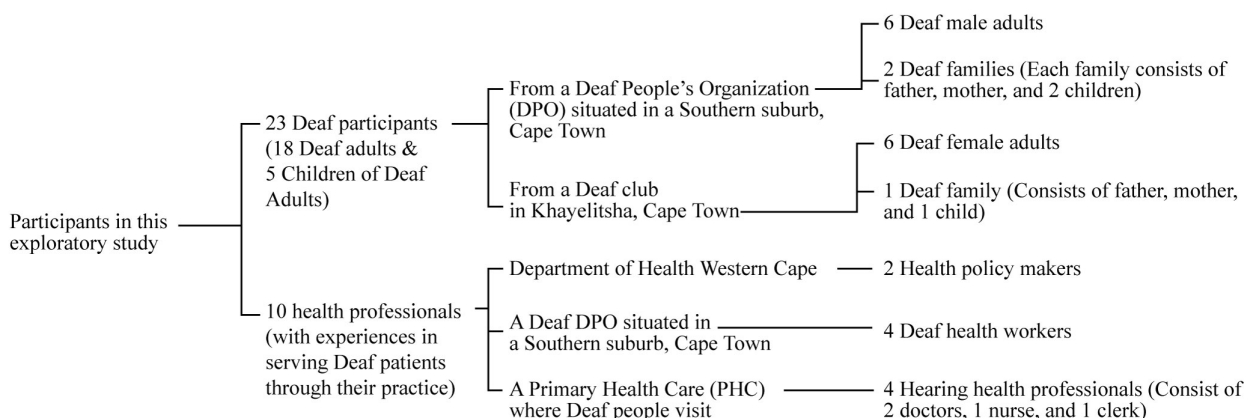 Participants in this
exploratory study
23 Deaf participants
(18 Deaf adults &
5 Children of Deaf
Adults)
From a Deaf People's Organization
(DPO) situated in a Southern suburb,
Cape Town
6 Deaf male adults
2 Deaf families (Each family consists of
father, mother, and 2 children)
From a Deaf club
in Khayelitsha, Cape Town
6 Deaf female adults
1 Deaf family (Consists of father, mother,
and 1 child)
10 health professionals
(with experiences in
serving Deaf patients
through their practice)
Department of Health Western Cape
2 Health policy makers
A Deaf DPO situated in
a Southern suburb, Cape Town
4 Deaf health workers
A Primary Health Care (PHC)
where Deaf people visit
4 Hearing health professionals (Consist of
2 doctors, 1 nurse, and 1 clerk)